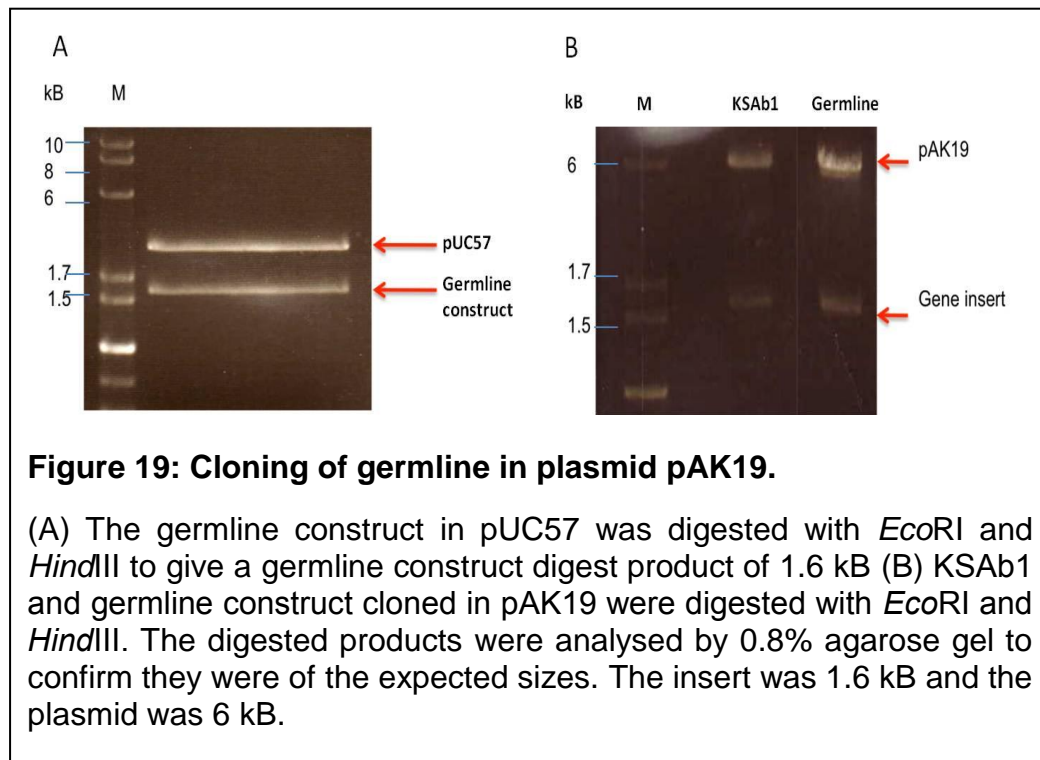 A
kB M
10
8
6
1.7
1.5
pUC57
Germline
construct
B
kB M KSAb1 Germline
6
1.7
1.5
pAK19
Gene insert
Figure 19: Cloning of germline in plasmid pAK19.
(A) The germline construct in pUC57 was digested with EcoRI and
HindIII to give a germline construct digest product of 1.6 kB (B) KSAb1
and germline construct cloned in pAK19 were digested with EcoRI and
HindIII. The digested products were analysed by 0.8% agarose gel to
confirm they were of the expected sizes. The insert was 1.6 kB and the
plasmid was 6 kB.